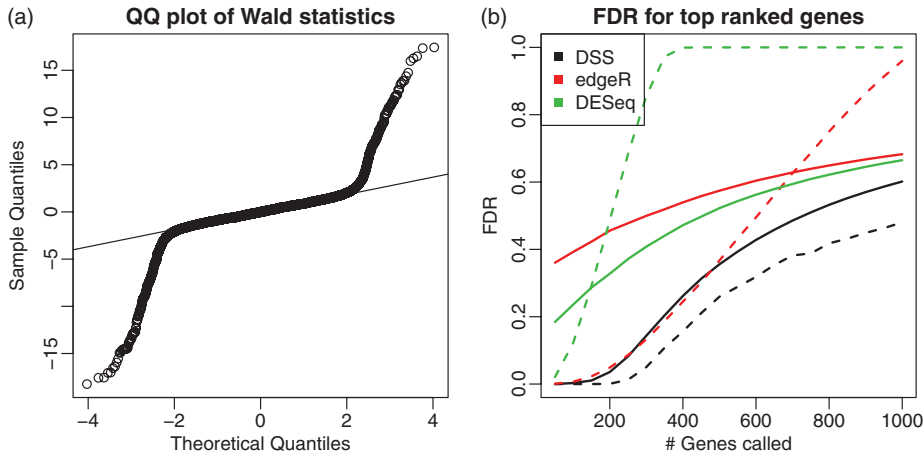 (a)
QQ plot of Wald statistics
Sample Quantiles
15
10
5
0
−5
−15
−4
−2
0
2
4
Theoretical Quantiles
(b)
FDR for top ranked genes
DSS
edgeR
DESeq
FDR
1.0
0.8
0.6
0.4
0.2
0.0
200
400
600
800
1000
# Genes called